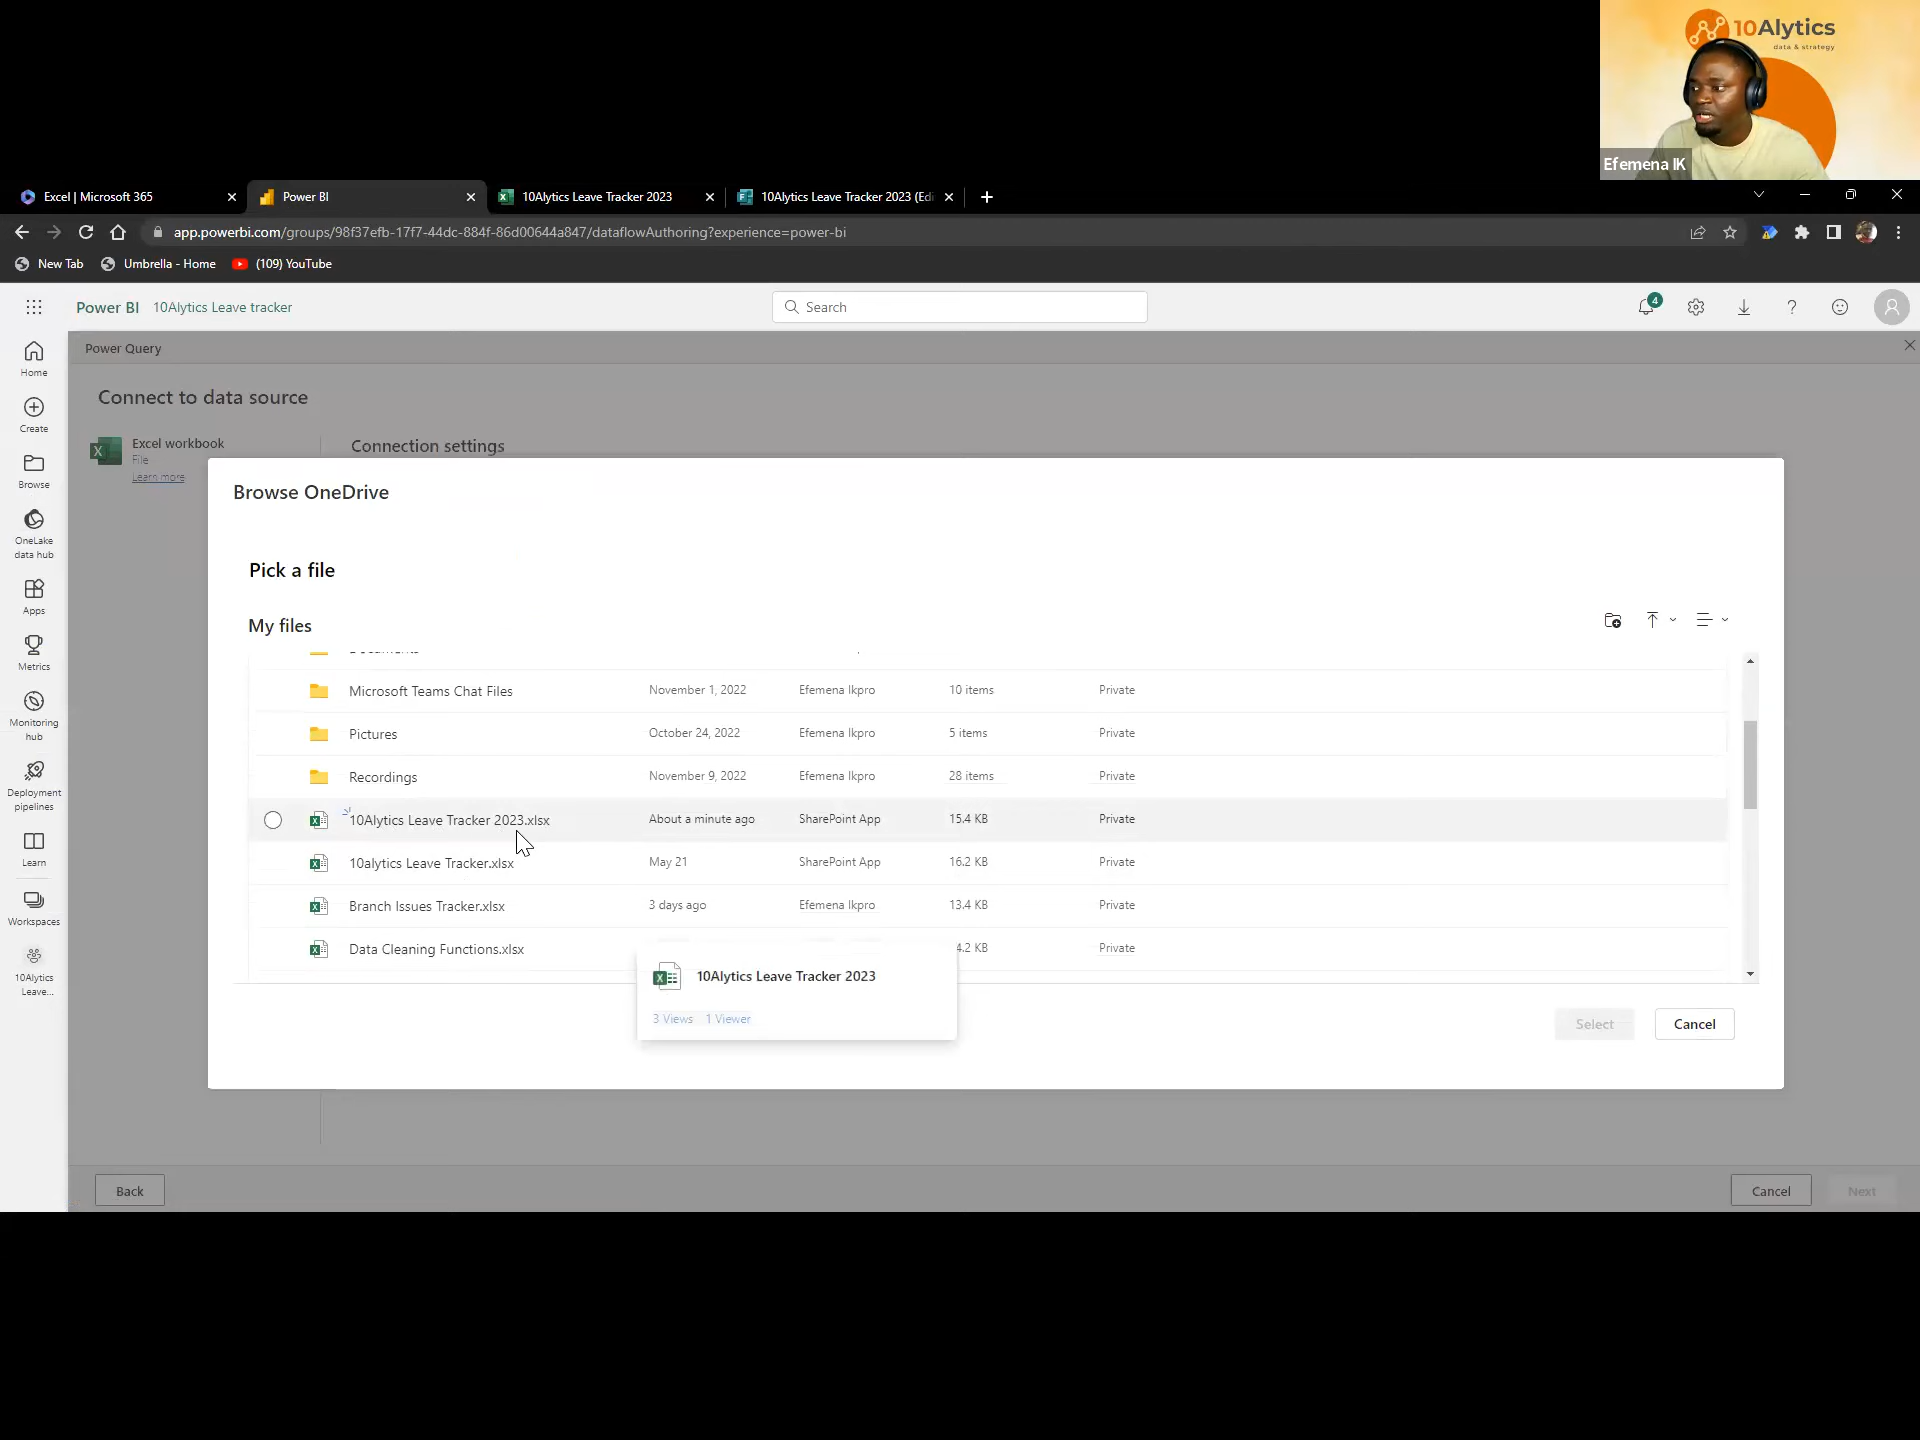 10Alytics
data & strategy
Efemena IK
Excel | Microsoft 365
Power BI
10Alytics Leave Tracker 2023
10Alytics Leave Tracker 2023 (Edi
app.powerbi.com/groups/98f37efb-17f7-44dc-884f-86d00644a847/dataflowAuthoring?experience=power-bi
New Tab
Umbrella - Home
(109) YouTube
Power BI
10Alytics Leave tracker
Search
4
Home
Create
Browse
OneLake
data hub
Apps
Metrics
Monitoring
hub
Deployment
pipelines
Learn
Workspaces
10Alytics
Leave...
Power Query
Connect to data source
Excel workbook
File
Learn more
Connection settings
Browse OneDrive
Pick a file
My files
Documents
Microsoft Teams Chat Files November 1, 2022 Efemena Ikpro 10 items Private
Pictures October 24, 2022 Efemena Ikpro 5 items Private
Recordings November 9, 2022 Efemena Ikpro 28 items Private
10Alytics Leave Tracker 2023.xlsx About a minute ago SharePoint App 15.4 KB Private
10alytics Leave Tracker.xlsx May 21 SharePoint App 16.2 KB Private
Branch Issues Tracker.xlsx 3 days ago Efemena Ikpro 13.4 KB Private
Data Cleaning Functions.xlsx 4.2 KB Private
10Alytics Leave Tracker 2023
3 Views 1 Viewer
Select
Cancel
Back
Cancel
Next